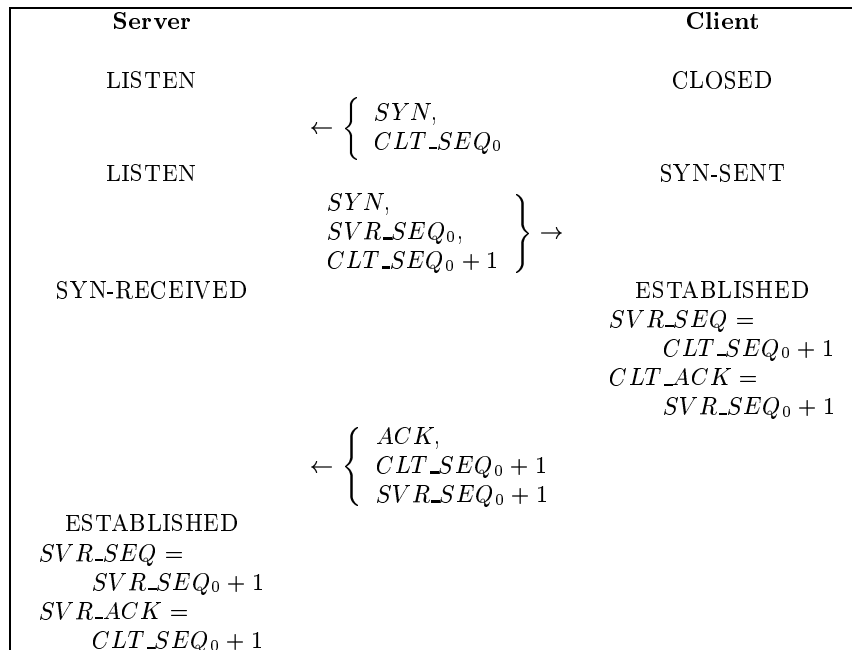 Server Client
LISTEN CLOSED
← { SYN,
CLT_SEQ₀
LISTEN SYN-SENT
SYN,
SVR_SEQ₀,
CLT_SEQ₀ + 1 } →
SYN-RECEIVED ESTABLISHED
SVR_SEQ =
CLT_SEQ₀ + 1
CLT_ACK =
SVR_SEQ₀ + 1
← { ACK,
CLT_SEQ₀ + 1
SVR_SEQ₀ + 1
ESTABLISHED
SVR_SEQ =
SVR_SEQ₀ + 1
SVR_ACK =
CLT_SEQ₀ + 1